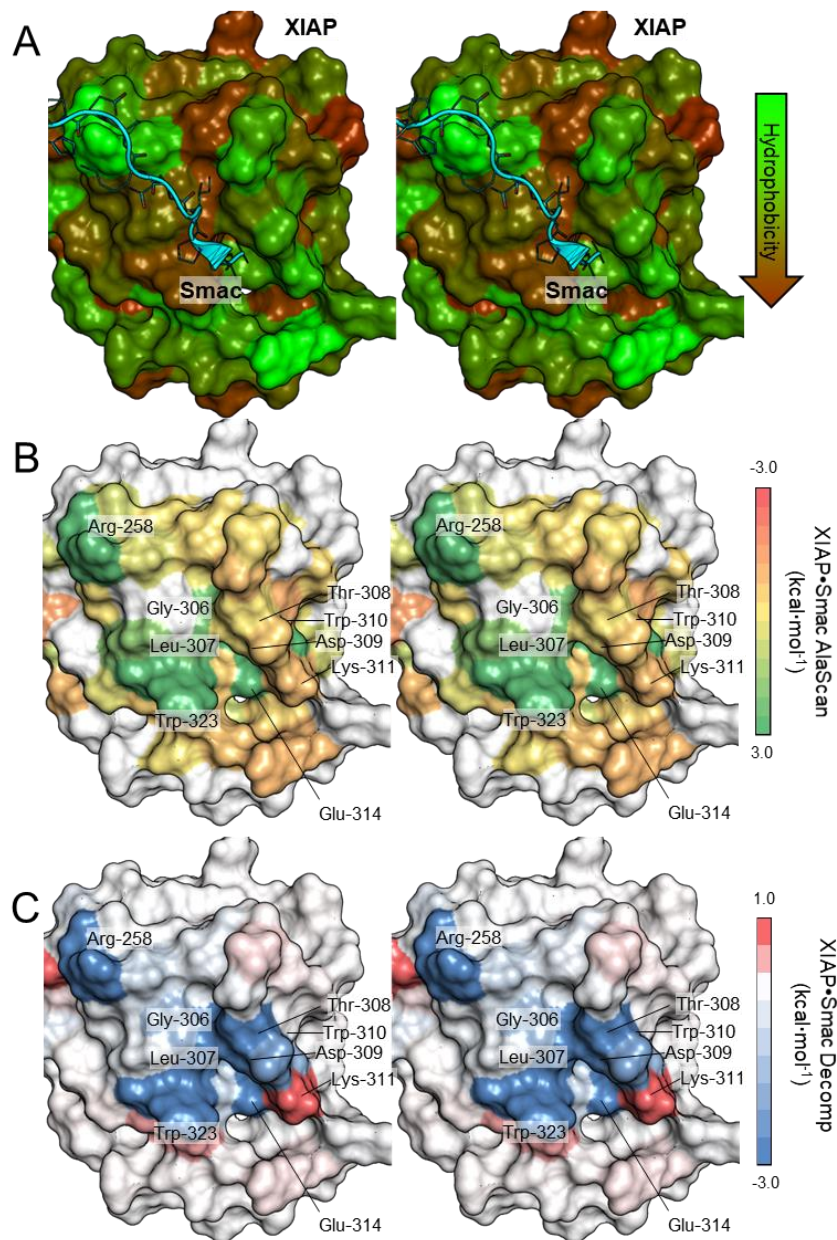 A
XIAP
XIAP
Hydrophobicity
Smac
Smac
B
Arg-258
Thr-308
Gly-306
Trp-310
Leu-307
Asp-309
Lys-311
Trp-323
Glu-314
Arg-258
Thr-308
Gly-306
Trp-310
Leu-307
Asp-309
Lys-311
Trp-323
Glu-314
-3.0
XIAP•Smac AlaScan
(kcal·mol-1)
3.0
C
Arg-258
Thr-308
Gly-306
Trp-310
Leu-307
Asp-309
Lys-311
Trp-323
Glu-314
Arg-258
Thr-308
Gly-306
Trp-310
Leu-307
Asp-309
Lys-311
Trp-323
Glu-314
1.0
XIAP•Smac Decomp
(kcal·mol-1)
-3.0